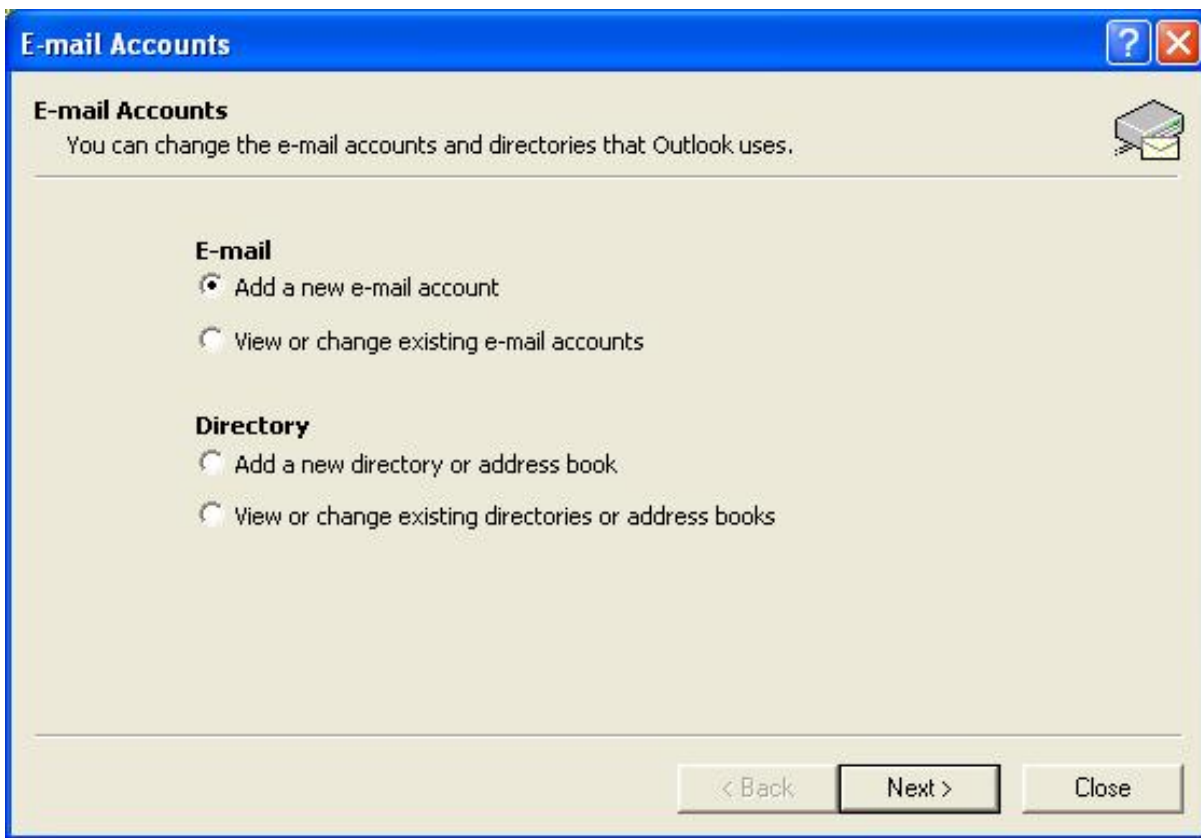 E-mail Accounts
?
E-mail Accounts
You can change the e-mail accounts and directories that Outlook uses.
E-mail
Add a new e-mail account
View or change existing e-mail accounts
Directory
Add a new directory or address book
View or change existing directories or address books
< Back Next > Close